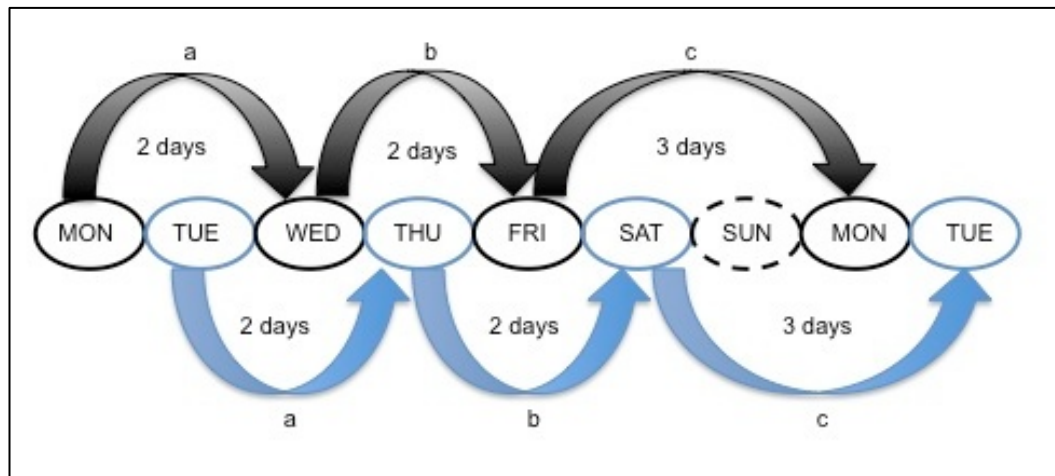 a b c
2 days 2 days 3 days
MON TUE WED THU FRI SAT SUN MON TUE
2 days 2 days 3 days
a b c